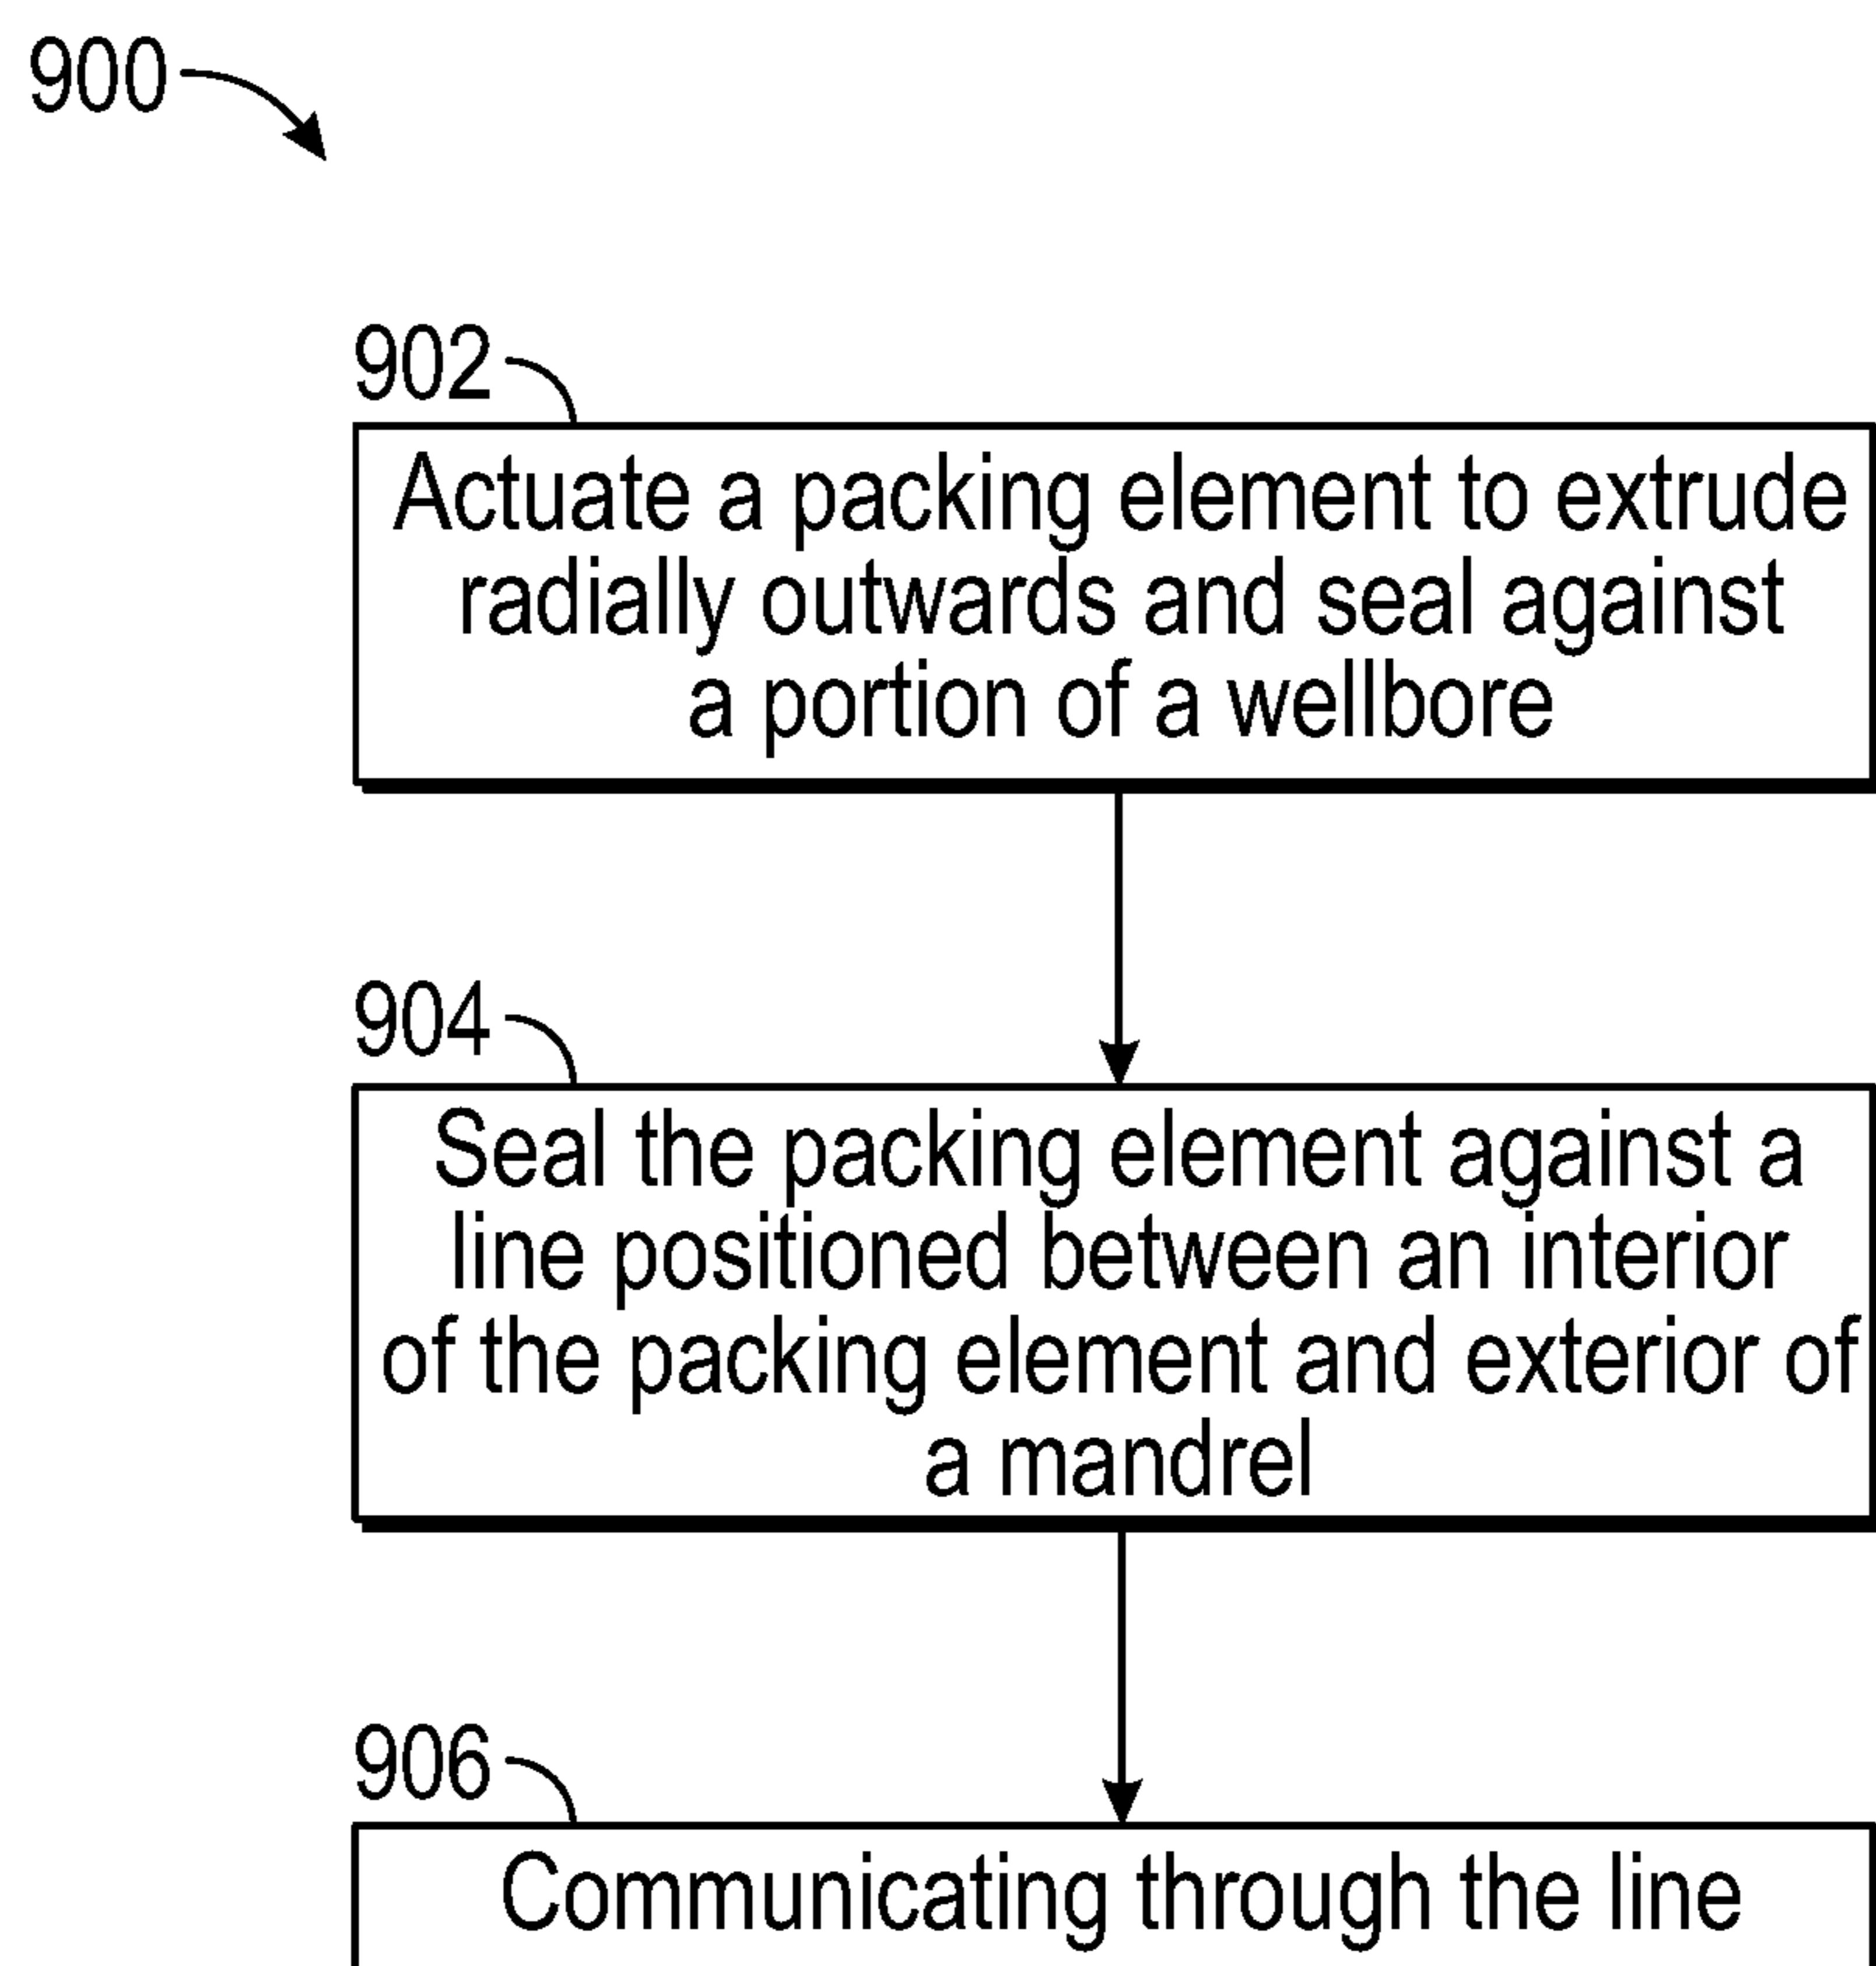 900
902
Actuate a packing element to extrude
radially outwards and seal against
a portion of a wellbore
904
Seal the packing element against a
line positioned between an interior
of the packing element and exterior of
a mandrel
906
Communicating through the line